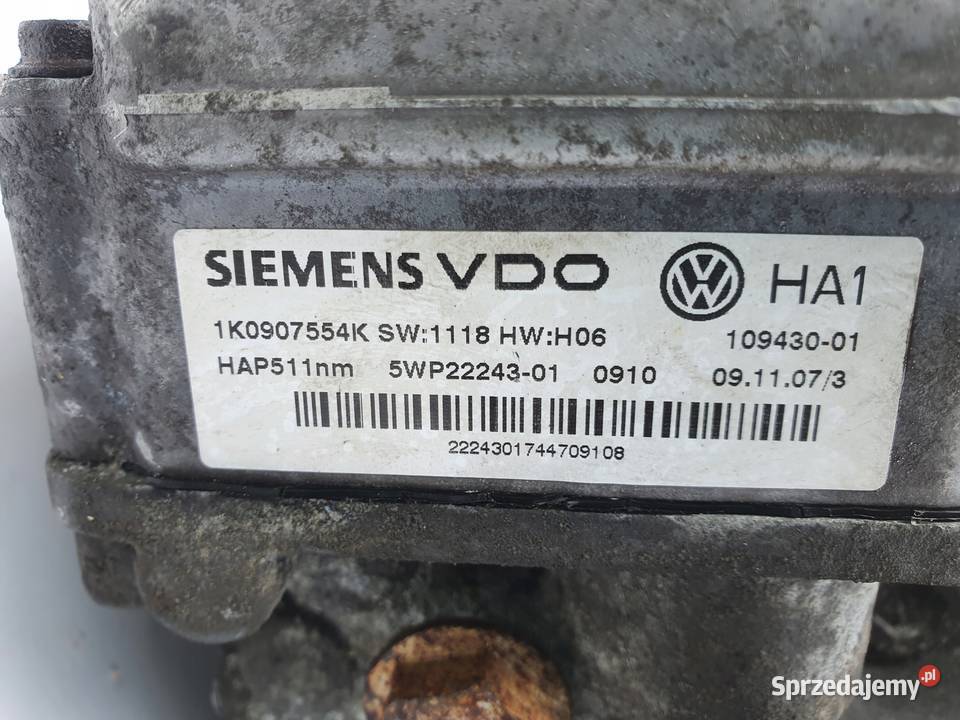 SIEMENS VDO VW HA1
1K0907554K SW:1118 HW:H06 109430-01
HAP511nm 5WP22243-01 0910 09.11.07/3
2224301744709108
Sprzedajemy.pl